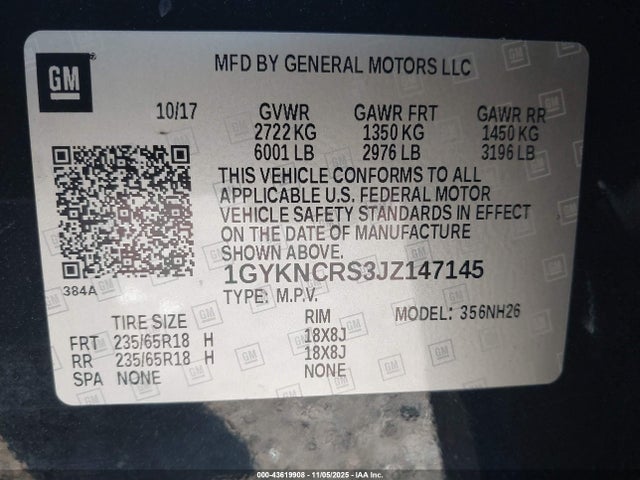 GM
MFD BY GENERAL MOTORS LLC
10/17 GVWR GAWR FRT GAWR RR
2722 KG 1350 KG 1450 KG
6001 LB 2976 LB 3196 LB
THIS VEHICLE CONFORMS TO ALL
APPLICABLE U.S. FEDERAL MOTOR
VEHICLE SAFETY STANDARDS IN EFFECT
ON THE DATE OF MANUFACTURE
SHOWN ABOVE.
384A
1GYKNCRS3JZ147145
TYPE: M.P.V. MODEL: 356NH26
TIRE SIZE RIM
FRT 235/65R18 H 18X8J
RR 235/65R18 H 18X8J
SPA NONE NONE
000-43619908 - 11/05/2025 - IAA Inc.